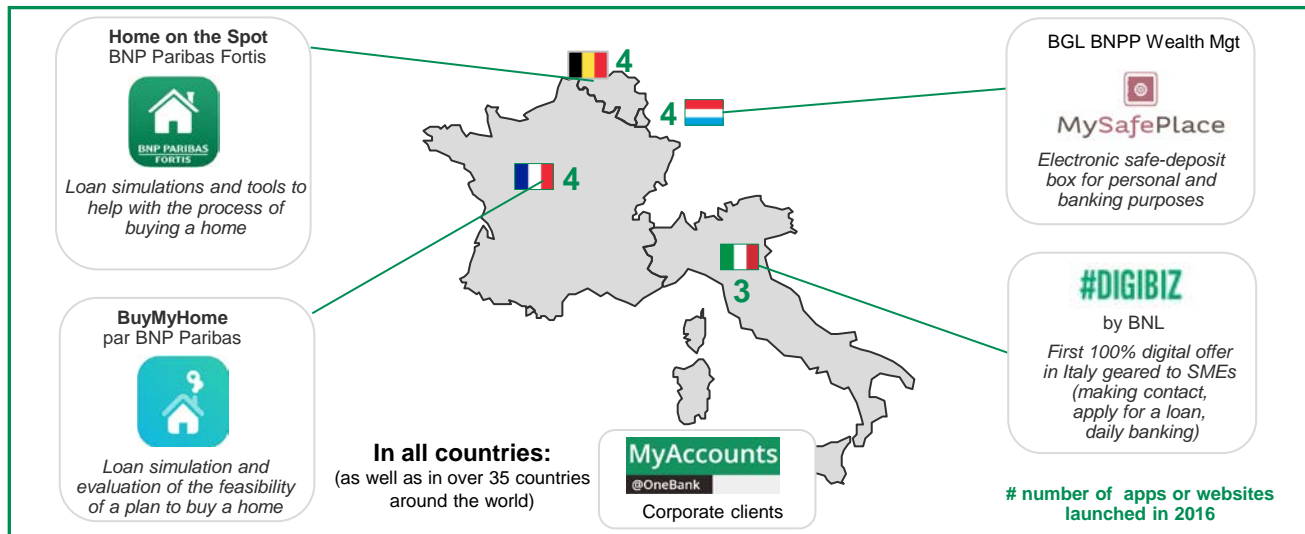 Home on the Spot
BNP Paribas Fortis
BNP PARIBAS
FORTIS
Loan simulations and tools to
help with the process of
buying a home
4
4
4
3
BGL BNPP Wealth Mgt
MySafePlace
Electronic safe-deposit
box for personal and
banking purposes
BuyMyHome
par BNP Paribas
Loan simulation and
evaluation of the feasibility
of a plan to buy a home
#DIGIBIZ
by BNL
First 100% digital offer
in Italy geared to SMEs
(making contact,
apply for a loan,
daily banking)
In all countries:
(as well as in over 35 countries
around the world)
MyAccounts
@OneBank
Corporate clients
# number of apps or websites
launched in 2016